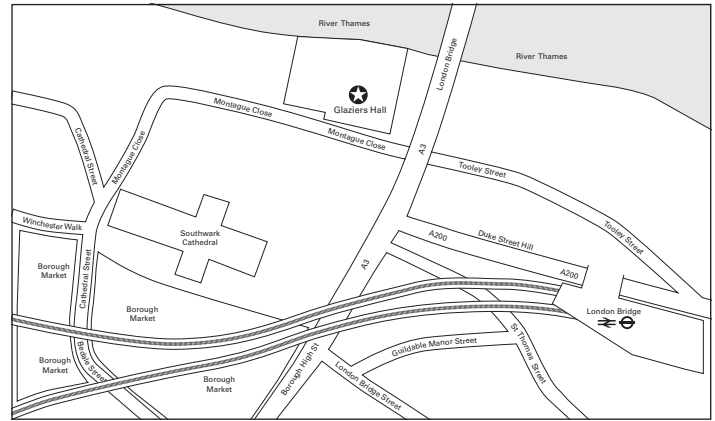 River Thames
River Thames
London Bridge
Glaziers Hall
Montague Close
Montague Close
Montague Close
Cathedral Street
A3
Tooley Street
Tooley Street
Winchester Walk
Southwark
Cathedral
A200
Duke Street Hill
A200
A3
Cathedral Street
Borough
Market
Borough
Market
London Bridge
St Thomas Street
Guildable Manor Street
Bedale Street
Borough
Market
Borough
Market
Borough High St
London Bridge Street